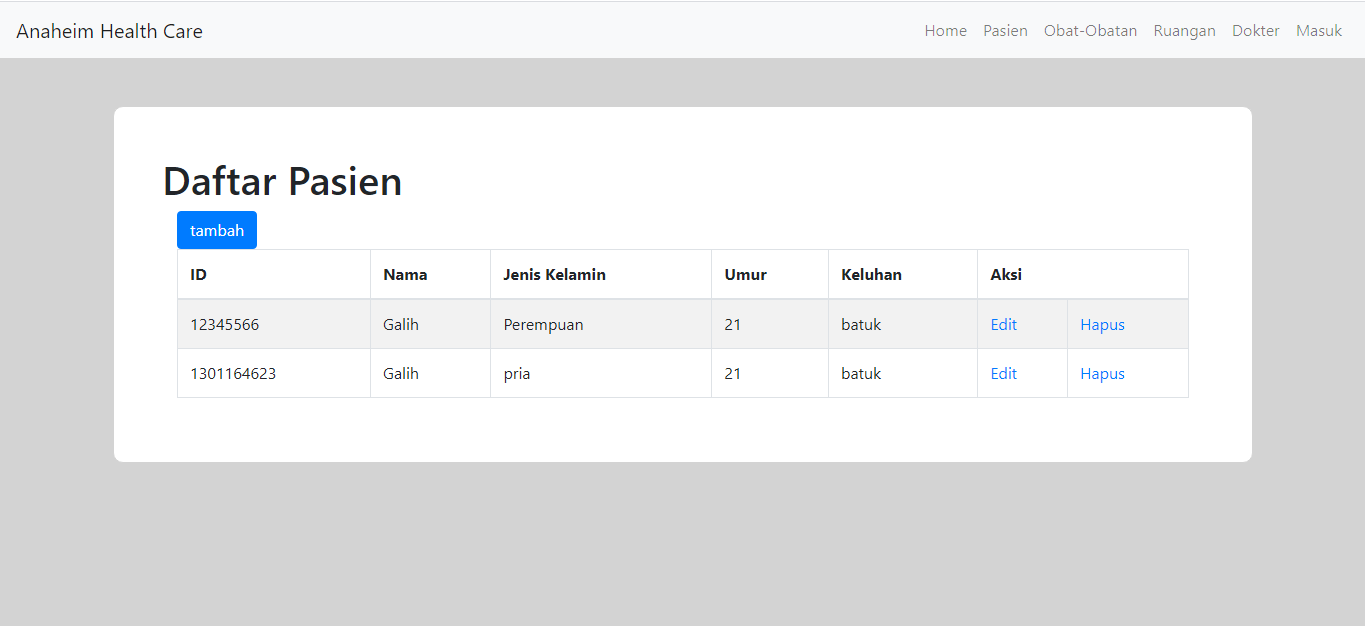 Anaheim Health Care Home Pasien Obat-Obatan Ruangan Dokter Masuk
Daftar Pasien
tambah
ID Nama Jenis Kelamin Umur Keluhan Aksi
12345566 Galih Perempuan 21 batuk Edit Hapus
1301164623 Galih pria 21 batuk Edit Hapus